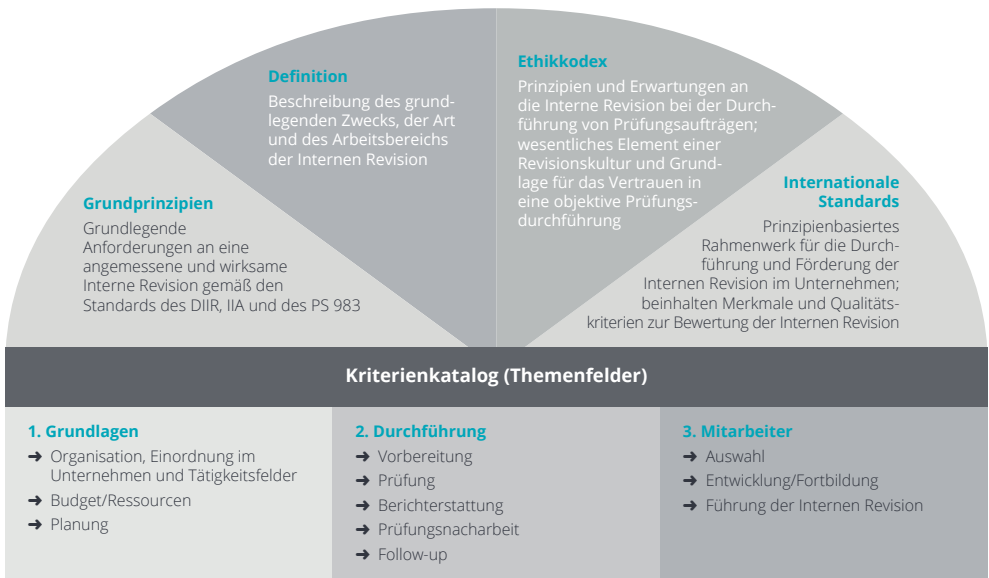 Grundprinzipien
Grundlegende
Anforderungen an eine
angemessene und wirksame
Interne Revision gemäß den
Standards des DIIR, IIA und des PS 983
Definition
Beschreibung des grund-
legenden Zwecks, der Art
und des Arbeitsbereichs
der Internen Revision
Ethikkodex
Prinzipien und Erwartungen an
die Interne Revision bei der Durch-
führung von Prüfungsaufträgen;
wesentliches Element einer
Revisionskultur und Grund-
lage für das Vertrauen in
eine objektive Prüfungs-
durchführung
Internationale
Standards
Prinzipienbasiertes
Rahmenwerk für die Durch-
führung und Förderung der
Internen Revision im Unternehmen;
beinhalten Merkmale und Qualitäts-
kriterien zur Bewertung der Internen Revision
Kriterienkatalog (Themenfelder)
1. Grundlagen
➜ Organisation, Einordnung im
Unternehmen und Tätigkeitsfelder
➜ Budget/Ressourcen
➜ Planung
2. Durchführung
➜ Vorbereitung
➜ Prüfung
➜ Berichterstattung
➜ Prüfungsnacharbeit
➜ Follow-up
3. Mitarbeiter
➜ Auswahl
➜ Entwicklung/Fortbildung
➜ Führung der Internen Revision